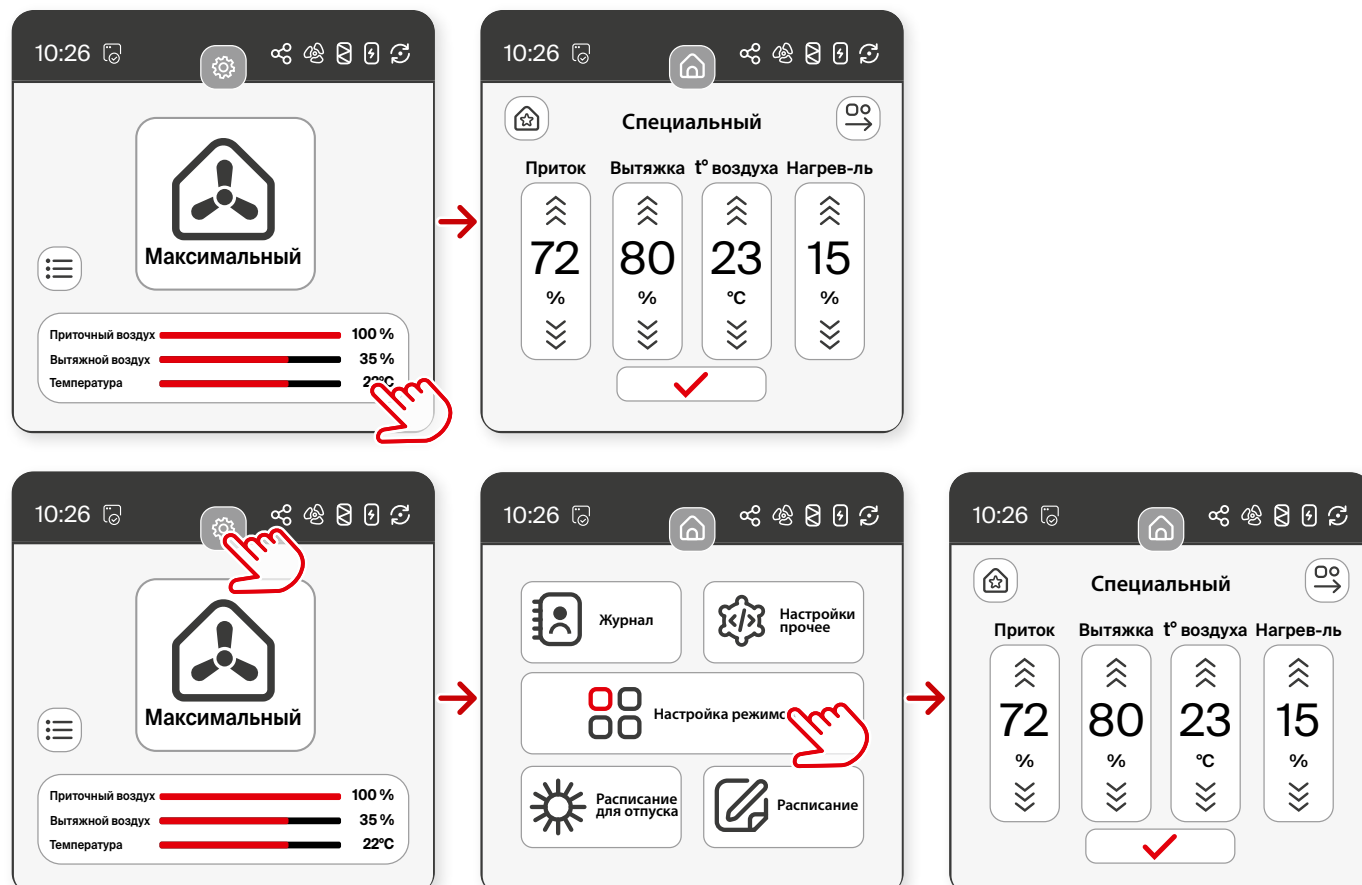 10:26
Максимальный
Приточный воздух 100 %
Вытяжной воздух 35 %
Температура 22°C
10:26
Специальный
Приток Вытяжка t° воздуха Нагрев-ль
72 80 23 15
% % °C %
10:26
Максимальный
Приточный воздух 100 %
Вытяжной воздух 35 %
Температура 22°C
10:26
Журнал
Настройки
прочее
Настройка
Расписание
для отпуска
Расписание
10:26
Специальный
Приток Вытяжка t° воздуха Нагрев-ль
72 80 23 15
% % °C %